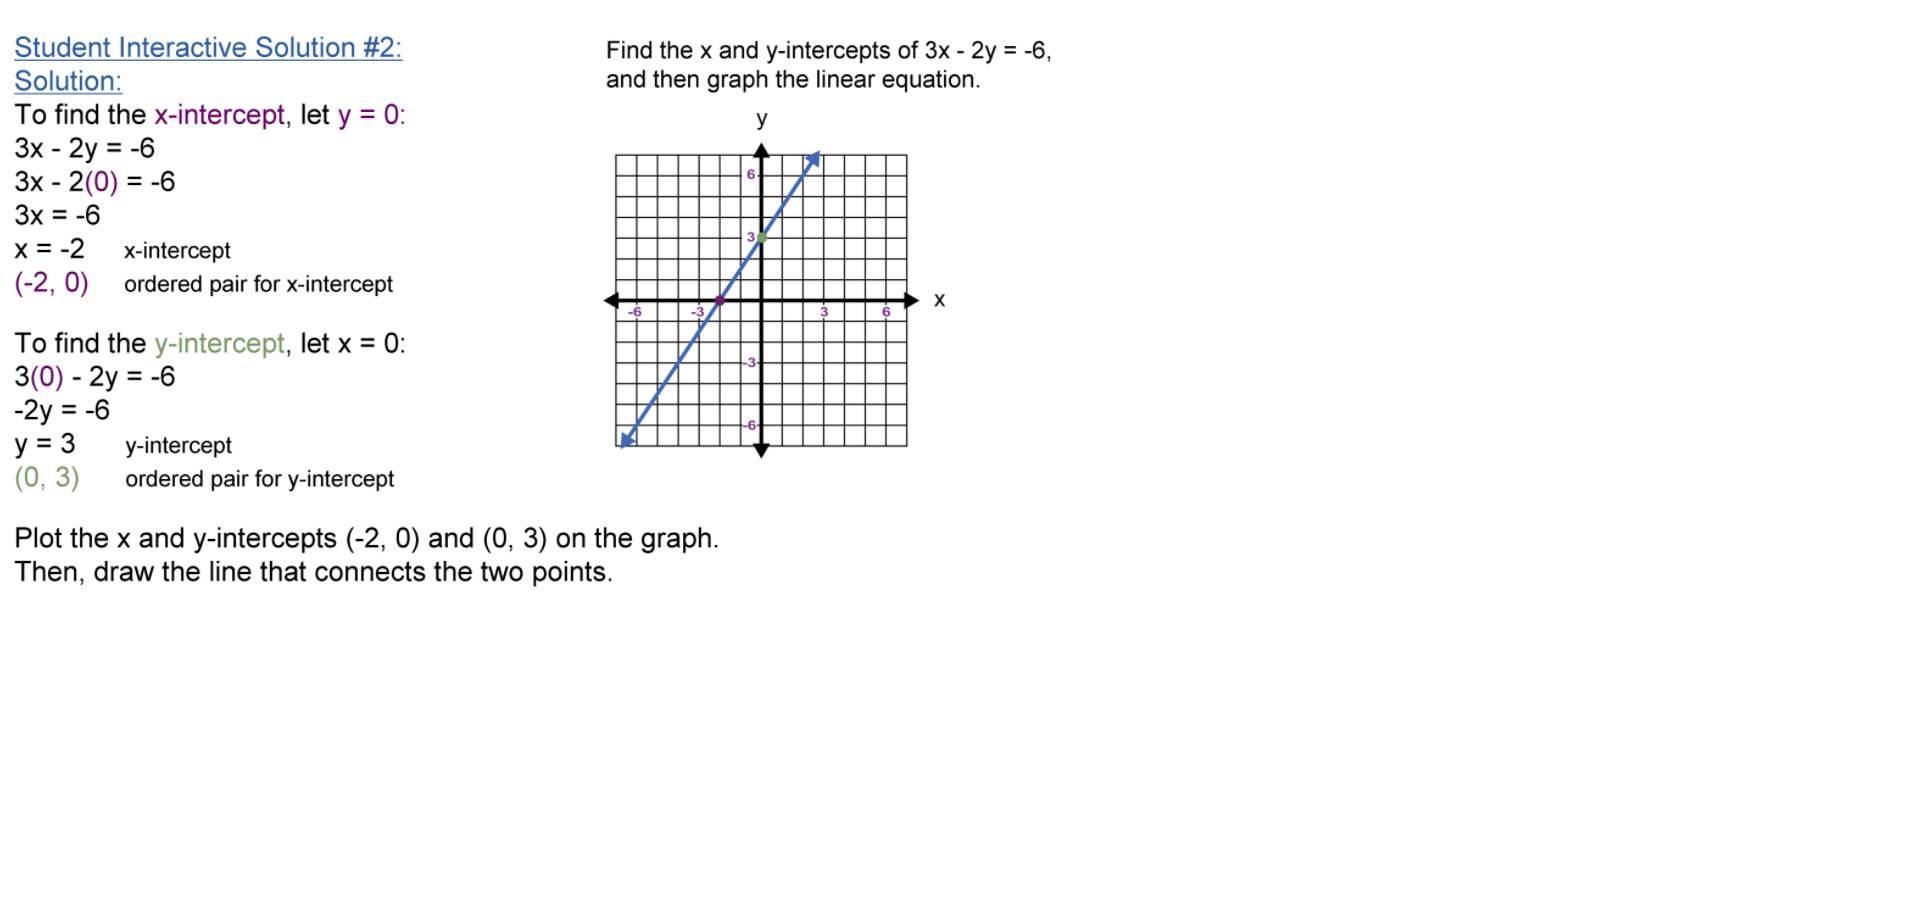 Student Interactive Solution #2:
Solution:
To find the x-intercept, let y = 0:
3x - 2y = -6
3x - 2(0) = -6
3x = -6
x = -2 x-intercept
(-2, 0) ordered pair for x-intercept
To find the y-intercept, let x = 0:
3(0) - 2y = -6
-2y = -6
y = 3 y-intercept
(0, 3) ordered pair for y-intercept
Plot the x and y-intercepts (-2, 0) and (0, 3) on the graph.
Then, draw the line that connects the two points.
Find the x and y-intercepts of 3x - 2y = -6,
and then graph the linear equation.
y
6
3
x
-6 -3 3 6
-3
-6